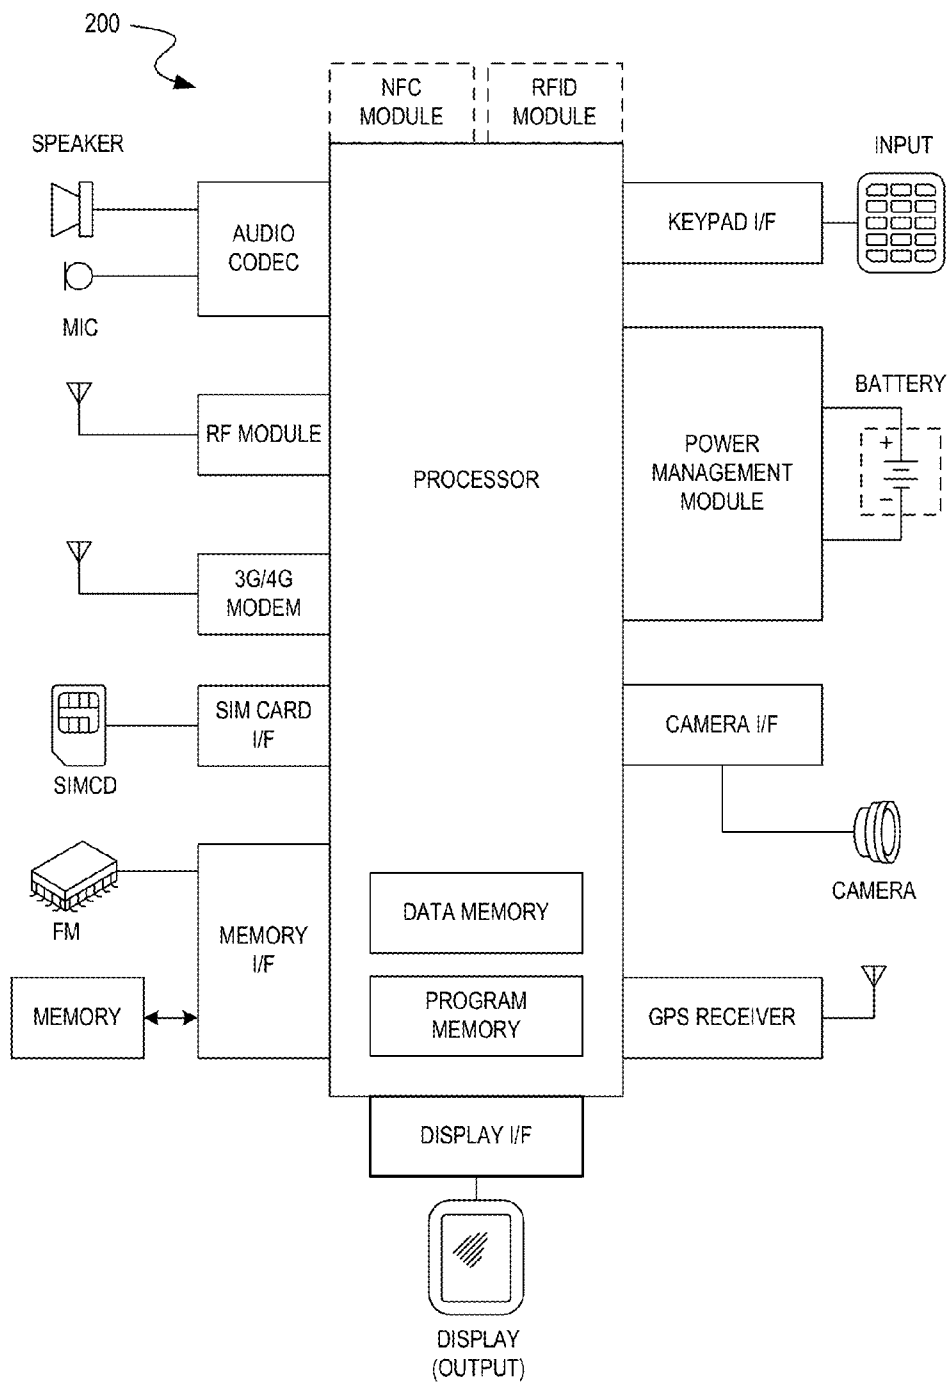 200
NFC
MODULE
RFID
MODULE
SPEAKER
INPUT
AUDIO
CODEC
KEYPAD I/F
MIC
BATTERY
RF MODULE
PROCESSOR
POWER
MANAGEMENT
MODULE
+
−
3G/4G
MODEM
SIM CARD
I/F
SIMCD
CAMERA I/F
CAMERA
FM
MEMORY
I/F
DATA MEMORY
MEMORY
PROGRAM
MEMORY
GPS RECEIVER
DISPLAY I/F
DISPLAY
(OUTPUT)